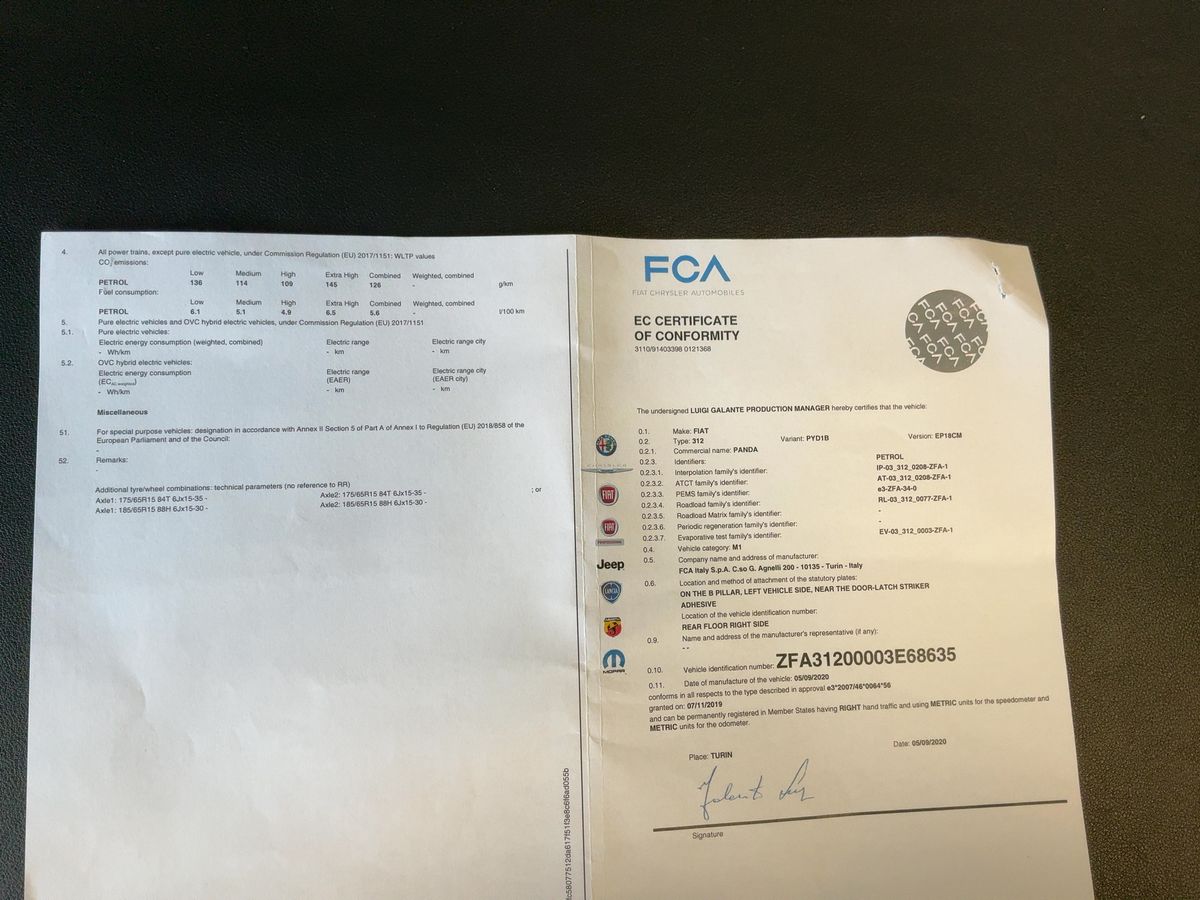 4. All power trains, except pure electric vehicle, under Commission Regulation (EU) 2017/1151: WLTP values
CO2 emissions:
Low Medium High Extra High Combined Weighted, combined
PETROL 136 114 109 145 126 - g/km
Fuel consumption:
Low Medium High Extra High Combined Weighted, combined
PETROL 6.1 5.1 4.9 6.5 5.6 - l/100 km
5. Pure electric vehicles and OVC hybrid electric vehicles, under Commission Regulation (EU) 2017/1151
5.1. Pure electric vehicles:
Electric energy consumption (weighted, combined) Electric range Electric range city
- Wh/km - km - km
5.2. OVC hybrid electric vehicles:
Electric energy consumption Electric range Electric range city
(ECAC,weighted) (EAER) (EAER city)
- Wh/km - km - km
Miscellaneous
51. For special purpose vehicles: designation in accordance with Annex II Section 5 of Part A of Annex I to Regulation (EU) 2018/858 of the
European Parliament and of the Council:
-
52. Remarks:
-
Additional tyre/wheel combinations: technical parameters (no reference to RR)
Axle1: 175/65R15 84T 6Jx15-35 - Axle2: 175/65R15 84T 6Jx15-35 - ; or
Axle1: 185/65R15 88H 6Jx15-30 - Axle2: 185/65R15 88H 6Jx15-30 -
FCA
FIAT CHRYSLER AUTOMOBILES
EC CERTIFICATE
OF CONFORMITY
3110/91403398 0121368
FCA FCA FCA FCA FCA FCA
The undersigned LUIGI GALANTE PRODUCTION MANAGER hereby certifies that the vehicle:
0.1. Make: FIAT
0.2. Type: 312 Variant: PYD1B Version: EP18CM
0.2.1. Commercial name: PANDA
0.2.3. Identifiers: PETROL
0.2.3.1. Interpolation family's identifier: IP-03_312_0208-ZFA-1
0.2.3.2. ATCT family's identifier: AT-03_312_0208-ZFA-1
0.2.3.3. PEMS family's identifier: e3-ZFA-34-0
0.2.3.4. Roadload family's identifier: RL-03_312_0077-ZFA-1
0.2.3.5. Roadload Matrix family's identifier: -
0.2.3.6. Periodic regeneration family's identifier: -
0.2.3.7. Evaporative test family's identifier: EV-03_312_0003-ZFA-1
0.4. Vehicle category: M1
0.5. Company name and address of manufacturer:
FCA Italy S.p.A. C.so G. Agnelli 200 - 10135 - Turin - Italy
0.6. Location and method of attachment of the statutory plates:
ON THE B PILLAR, LEFT VEHICLE SIDE, NEAR THE DOOR-LATCH STRIKER
ADHESIVE
Location of the vehicle identification number:
REAR FLOOR RIGHT SIDE
0.9. Name and address of the manufacturer's representative (if any):
- -
0.10. Vehicle identification number: ZFA31200003E68635
0.11. Date of manufacture of the vehicle: 05/09/2020
conforms in all respects to the type described in approval e3*2007/46*0064*56
granted on: 07/11/2019
and can be permanently registered in Member States having RIGHT hand traffic and using METRIC units for the speedometer and
METRIC units for the odometer.
Place: TURIN Date: 05/09/2020
Signature
CHRYSLER
FIAT
FIAT
PROFESSIONAL
Jeep
LANCIA
MOPAR
fc58077512da617f51f3e8c6f6ad055b